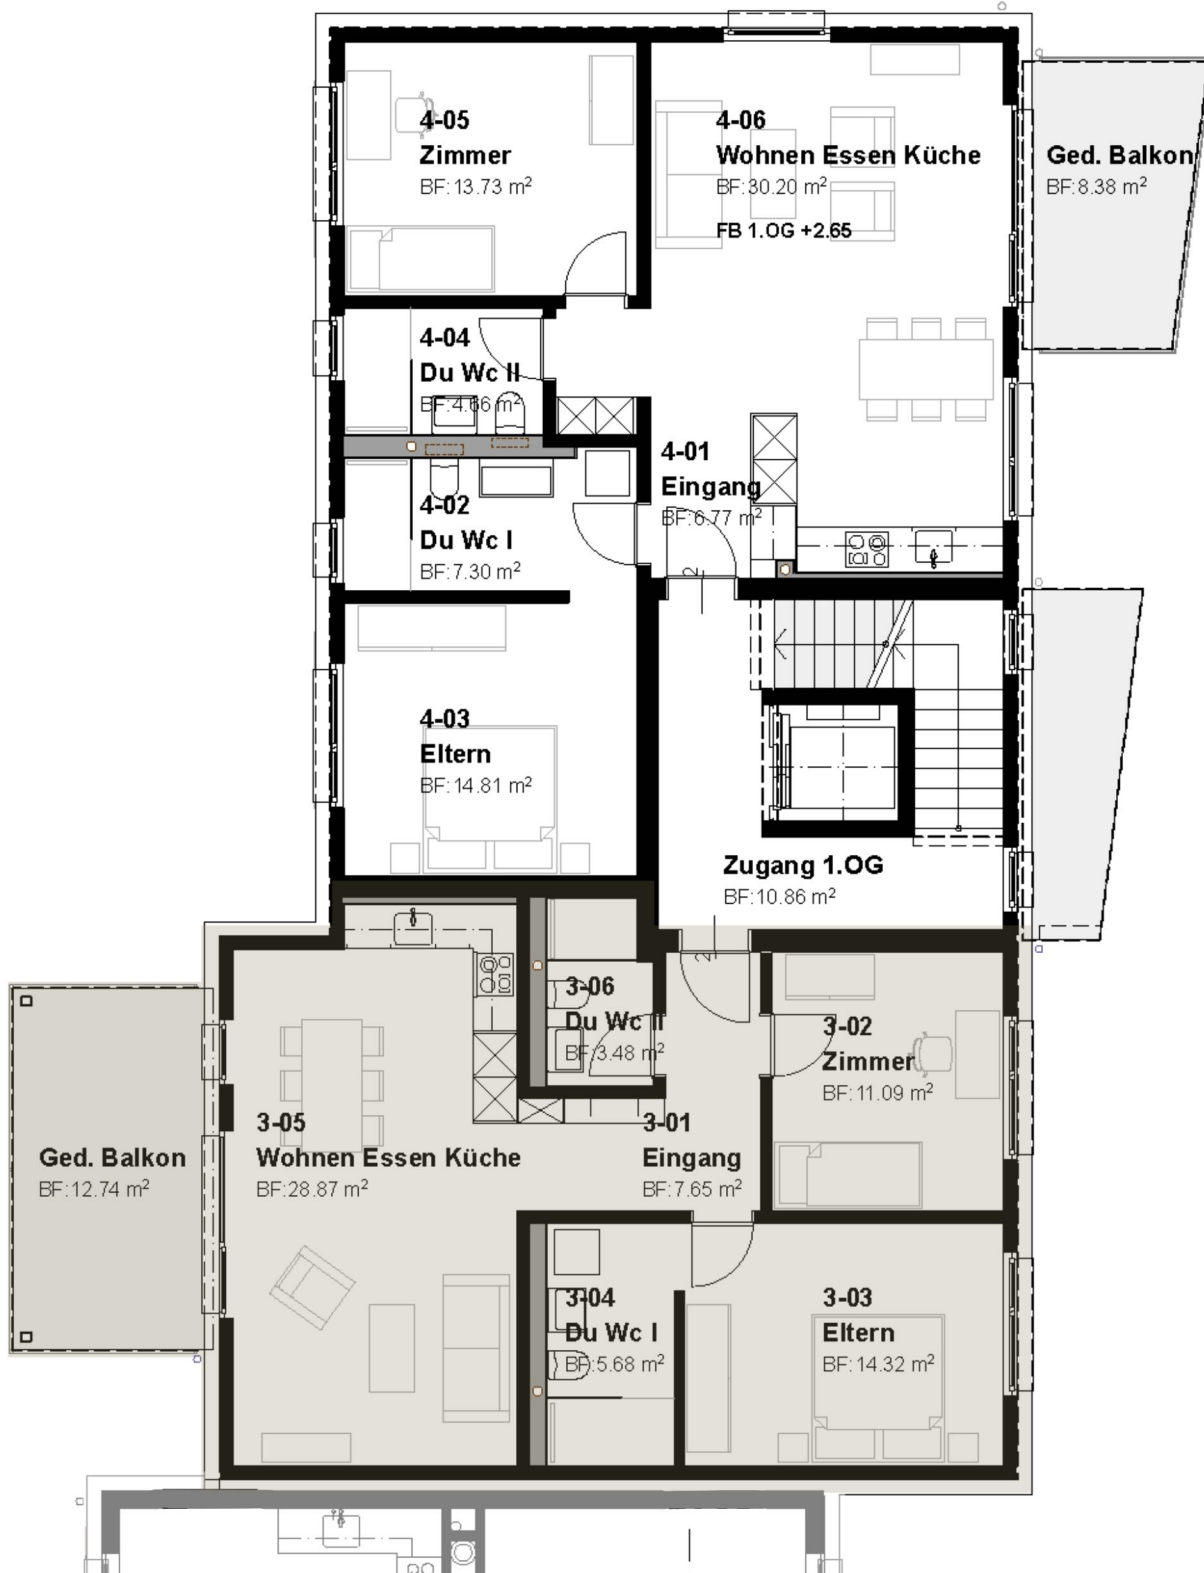 4-05
Zimmer
BF: 13.73 m²
4-06
Wohnen Essen Küche
BF: 30.20 m²
FB 1.OG +2.65
Ged. Balkon
BF: 8.38 m²
4-04
Du Wc II
BF: 4.66 m²
4-01
Eingang
BF: 6.77 m²
4-02
Du Wc I
BF: 7.30 m²
2
4-03
Eltern
BF: 14.81 m²
Zugang 1.OG
BF: 10.86 m²
2
3-06
Du Wc II
BF: 3.48 m²
3-02
Zimmer
BF: 11.09 m²
Ged. Balkon
BF: 12.74 m²
3-05
Wohnen Essen Küche
BF: 28.87 m²
3-01
Eingang
BF: 7.65 m²
3-04
Du Wc I
BF: 5.68 m²
3-03
Eltern
BF: 14.32 m²